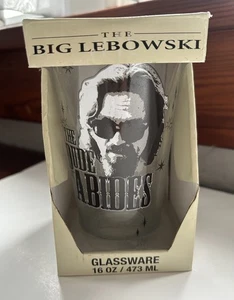 THE
BIG LEBOWSKI
THE
DUDE
ABIDES
GLASSWARE
16 OZ / 473 ML